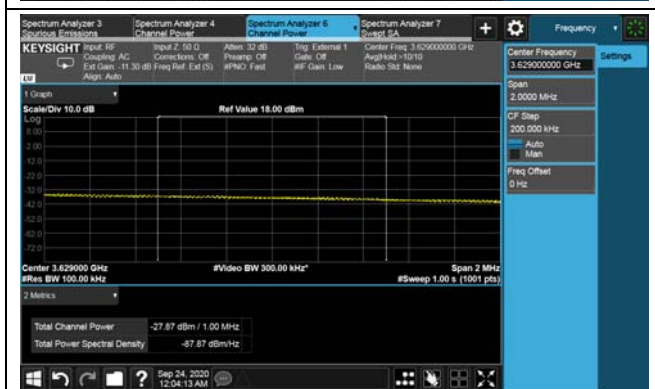 Spectrum Analyzer 3
Spurious Emissions
Spectrum Analyzer 4
Channel Power
Spectrum Analyzer 6
Channel Power
Spectrum Analyzer 7
Swept SA
Frequency
KEYSIGHT
Input: RF
Coupling: AC
Ext Gain: -11.30 dB
Align: Auto
Input Z: 50 Ω
Corrections: Off
Freq Ref: Ext (S)
Atten: 32 dB
Preamp: Off
#PNO: Fast
Trig: External 1
Gate: Off
#IF Gain: Low
Center Freq: 3.629000000 GHz
Avg|Hold:>10/10
Radio Std: None
Center Frequency
3.629000000 GHz
Settings
Span
2.0000 MHz
CF Step
200.000 kHz
Auto
Man
Freq Offset
0 Hz
1 Graph
Scale/Div 10.0 dB
Ref Value 18.00 dBm
Log
8.00
-2.00
-12.0
-22.0
-32.0
-42.0
-52.0
-62.0
-72.0
Center 3.629000 GHz
#Video BW 300.00 kHz*
Span 2 MHz
#Res BW 100.00 kHz
#Sweep 1.00 s (1001 pts)
2 Metrics
Total Channel Power -27.87 dBm / 1.00 MHz
Total Power Spectral Density -87.87 dBm/Hz
Sep 24, 2020
12:04:13 AM